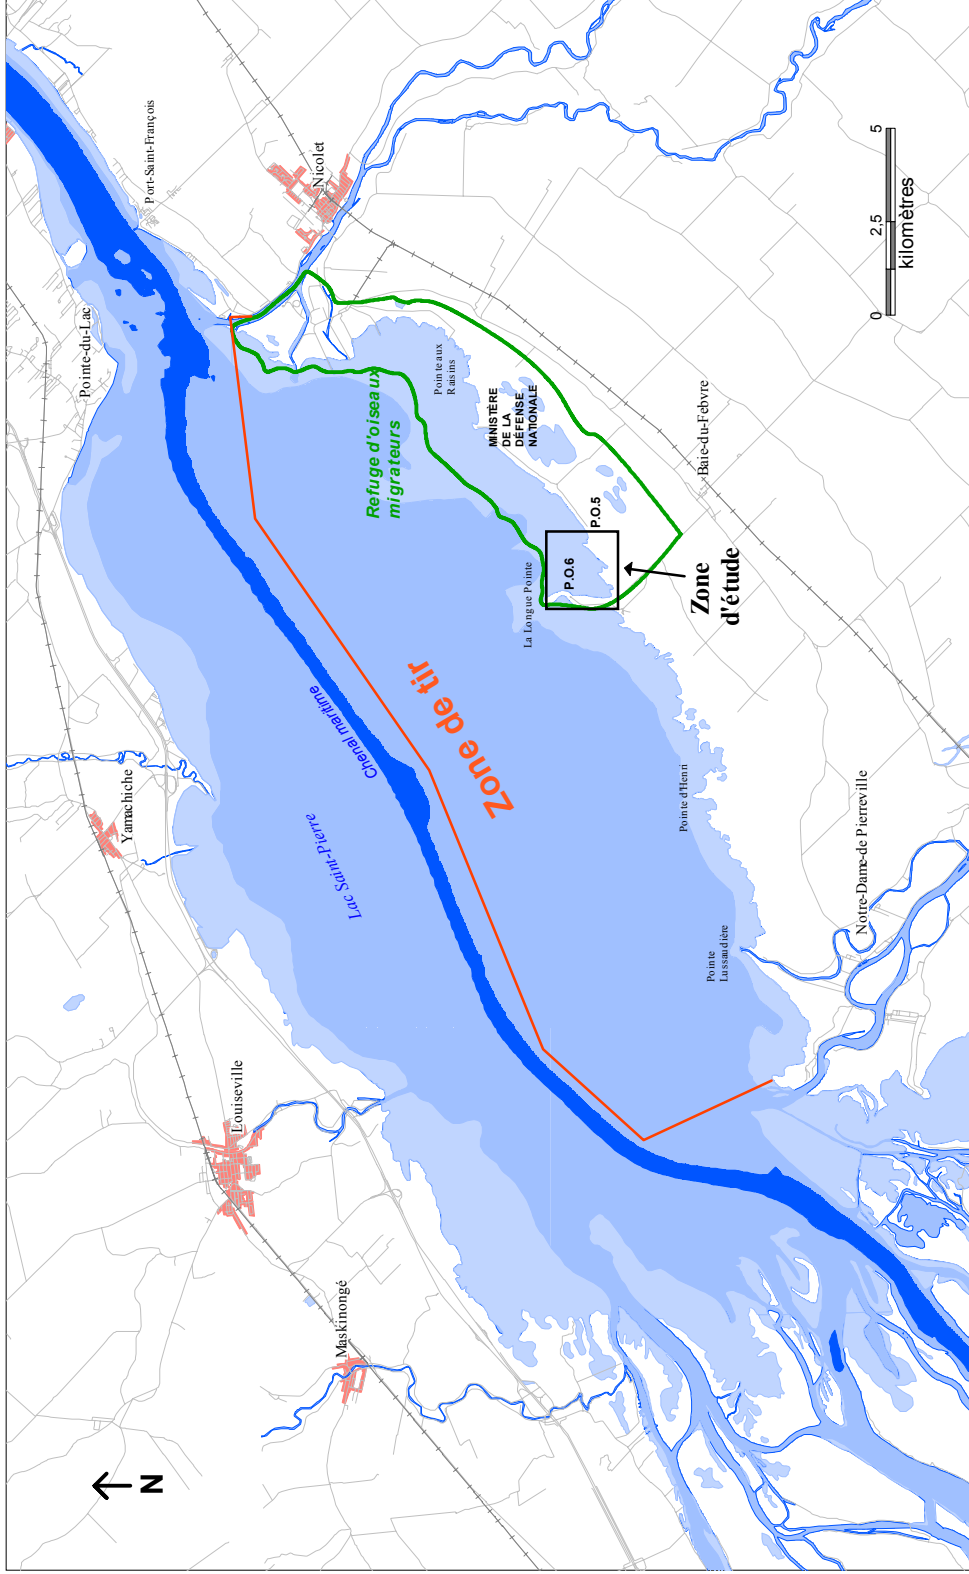 Port-Saint-François
Nicolet
Pointe-du-Lac
Refuge d'oiseaux
migrateurs
Pointe aux
Raisins
MINISTÈRE
DE LA
DÉFENSE
NATIONALE
Baie-du-Febvre
P.O.5
P.O.6
La Longue Pointe
Zone
d'étude
Zone de tir
Chenal maritime
Lac Saint-Pierre
Yamachiche
Louiseville
Maskinongé
Pointe d'Henri
Pointe
Lussaudière
Notre-Dame-de Pierreville
0 2,5 5
kilomètres
N